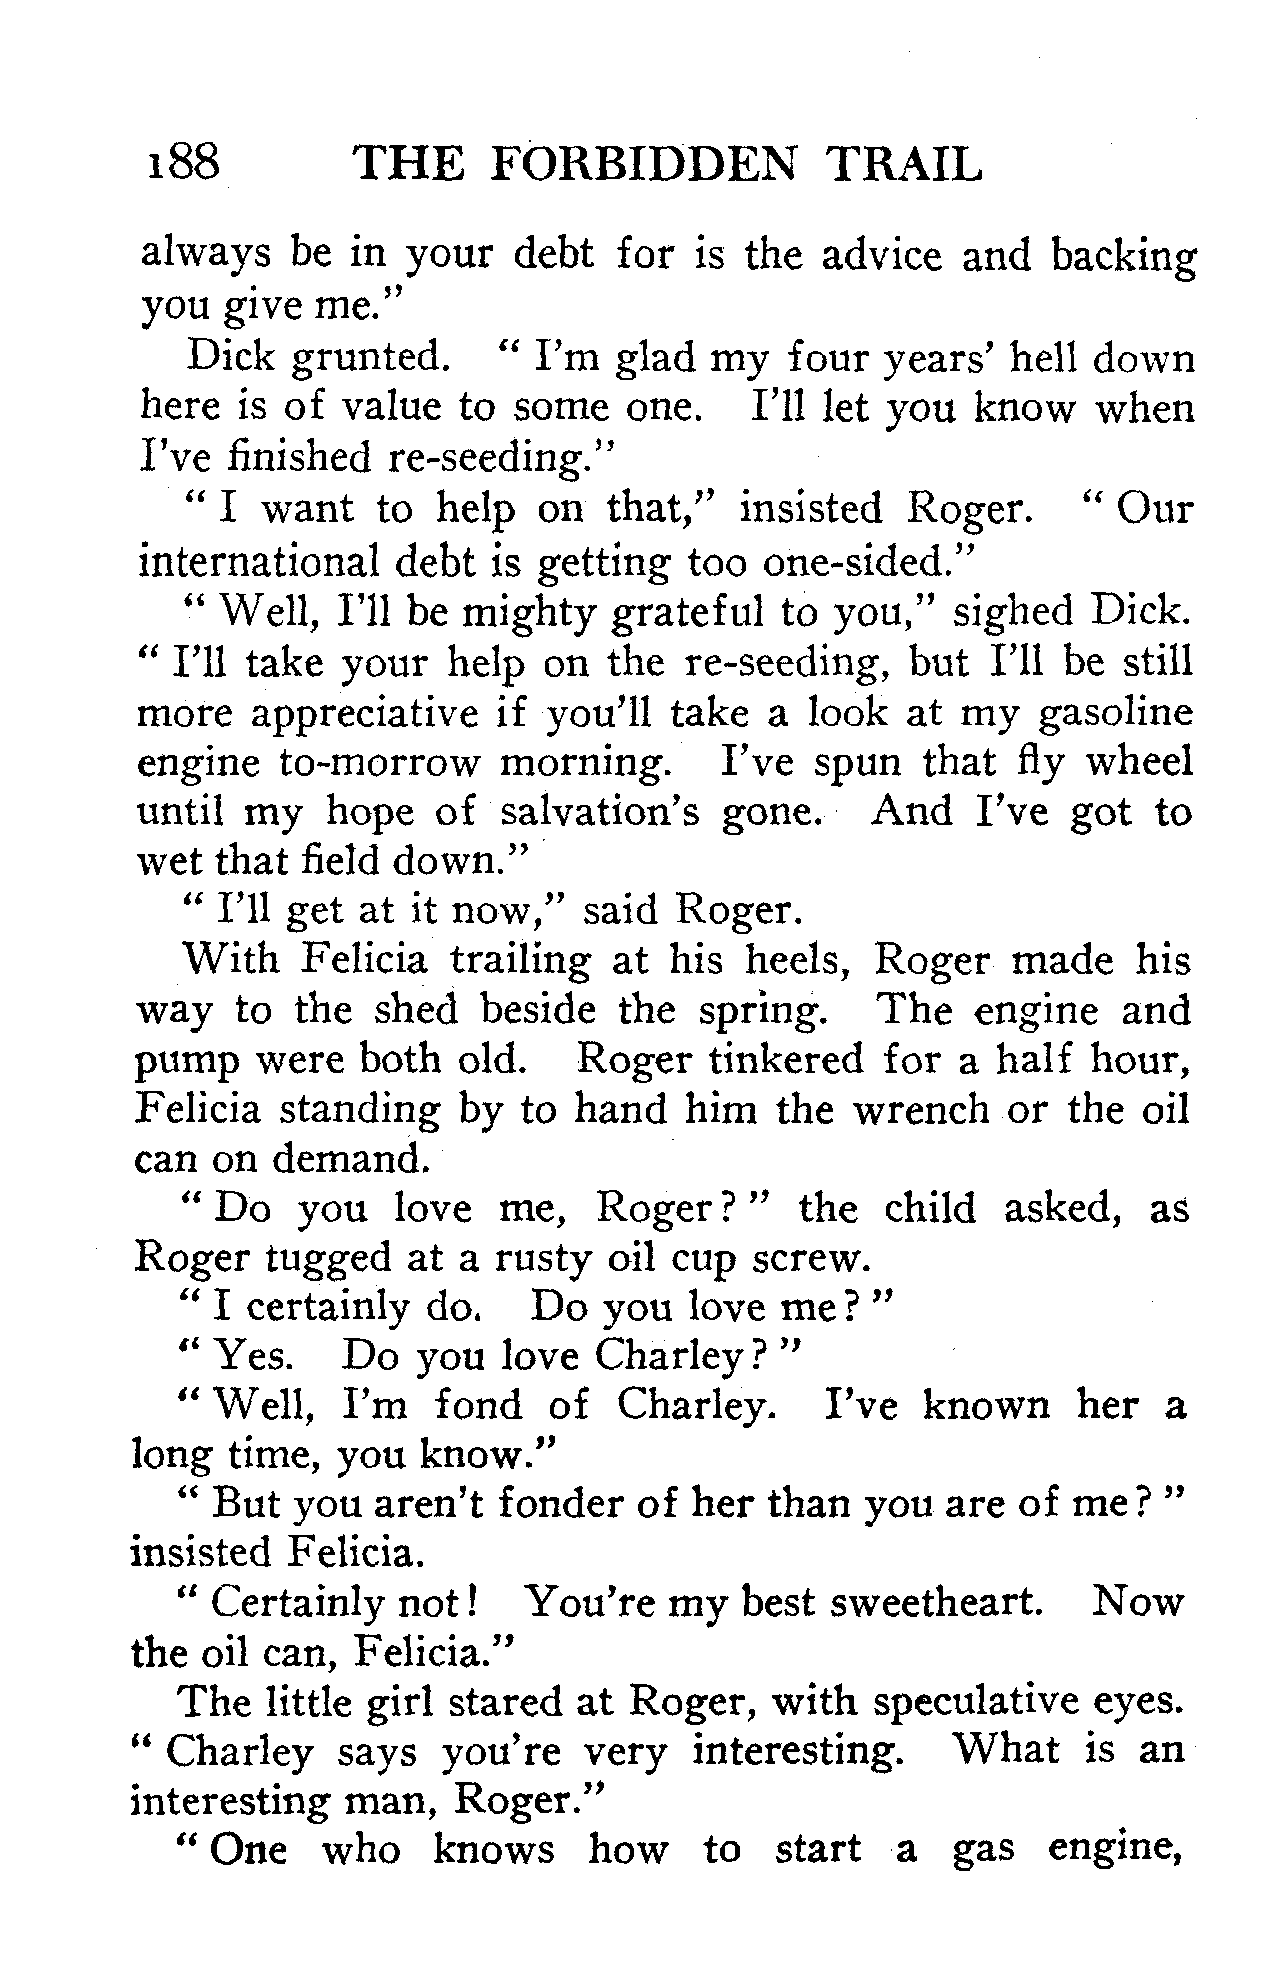 188 THE FORBIDDEN TRAIL
always be in your debt for is the advice and backing
you give me."
Dick grunted. " I'm glad my four years' hell down
here is of value to some one. I'll let you know when
I've finished re-seeding."
" I want to help on that," insisted Roger. " Our
international debt is getting too one-sided."
" Well, I'll be mighty grateful to you," sighed Dick.
" I'll take your help on the re-seeding, but I'll be still
more appreciative if you'll take a look at my gasoline
engine to-morrow morning. I've spun that fly wheel
until my hope of salvation's gone. And I've got to
wet that field down."
" I'll get at it now," said Roger.
With Felicia trailing at his heels, Roger made his
way to the shed beside the spring. The engine and
pump were both old. Roger tinkered for a half hour,
Felicia standing by to hand him the wrench or the oil
can on demand.
" Do you love me, Roger? " the child asked, as
Roger tugged at a rusty oil cup screw.
" I certainly do. Do you love me? "
" Yes. Do you love Charley? "
" Well, I'm fond of Charley. I've known her a
long time, you know."
" But you aren't fonder of her than you are of me? "
insisted Felicia.
" Certainly not! You're my best sweetheart. Now
the oil can, Felicia."
The little girl stared at Roger, with speculative eyes.
" Charley says you're very interesting. What is an
interesting man, Roger."
" One who knows how to start a gas engine,